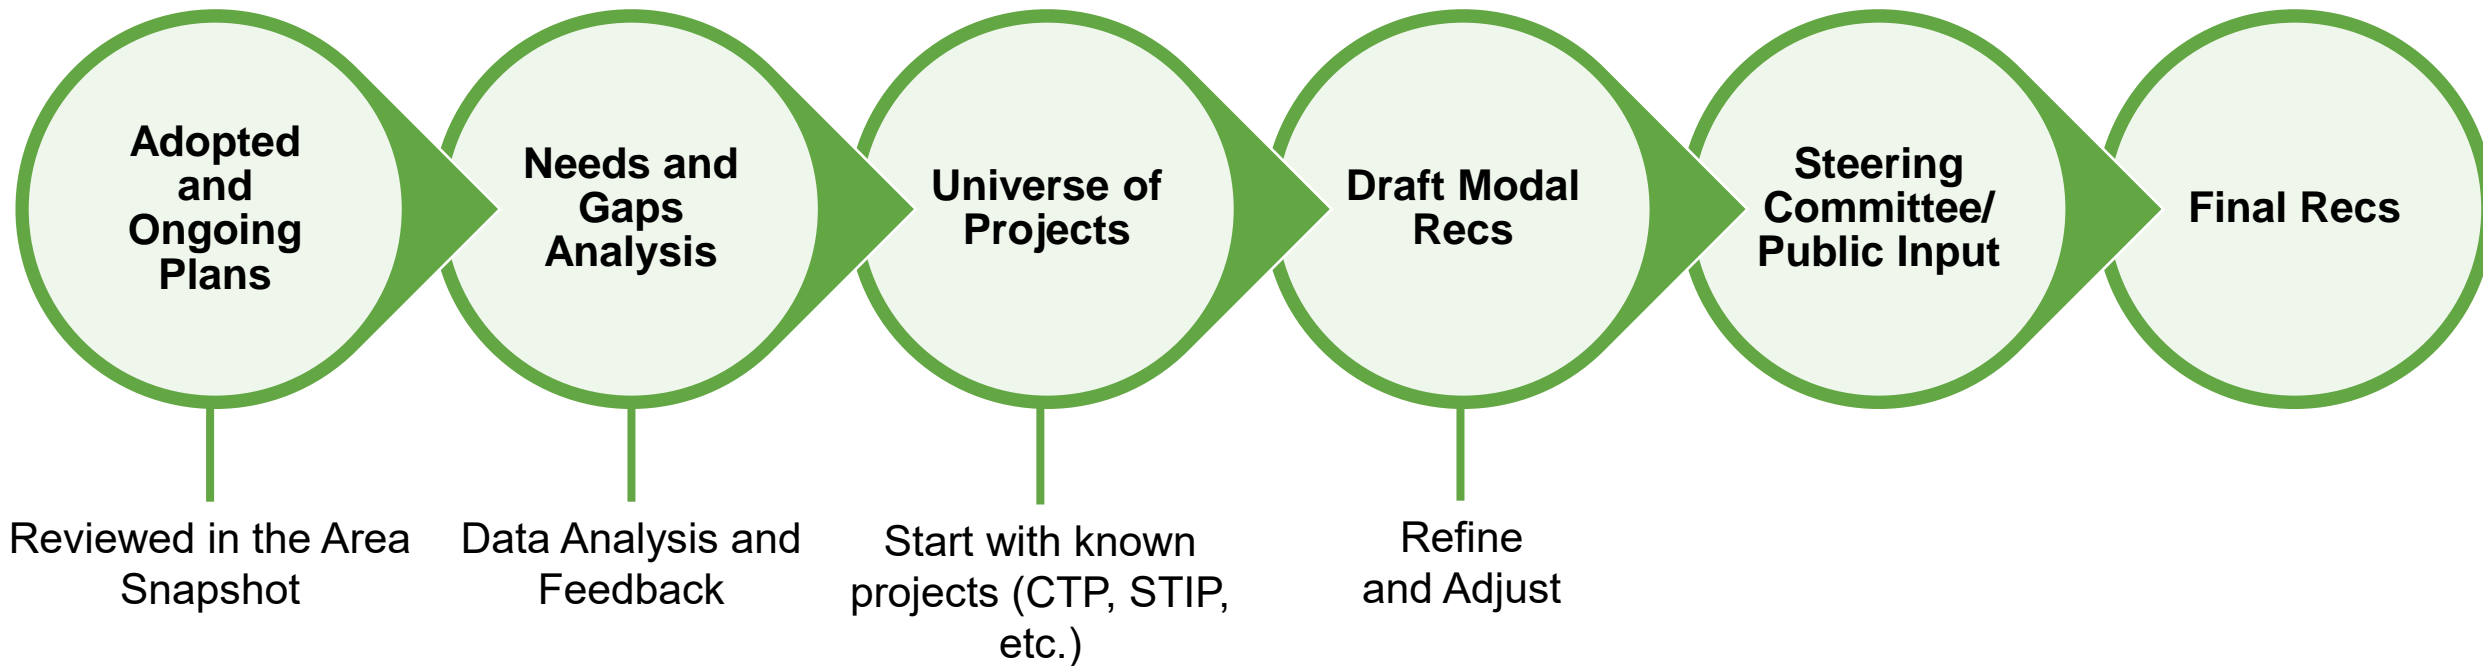 Adopted
and
Ongoing
Plans
Needs and
Gaps
Analysis
Universe of
Projects
Draft Modal
Recs
Steering
Committee/
Public Input
Final Recs
Reviewed in the Area
Snapshot
Data Analysis and
Feedback
Start with known
projects (CTP, STIP,
etc.)
Refine
and Adjust